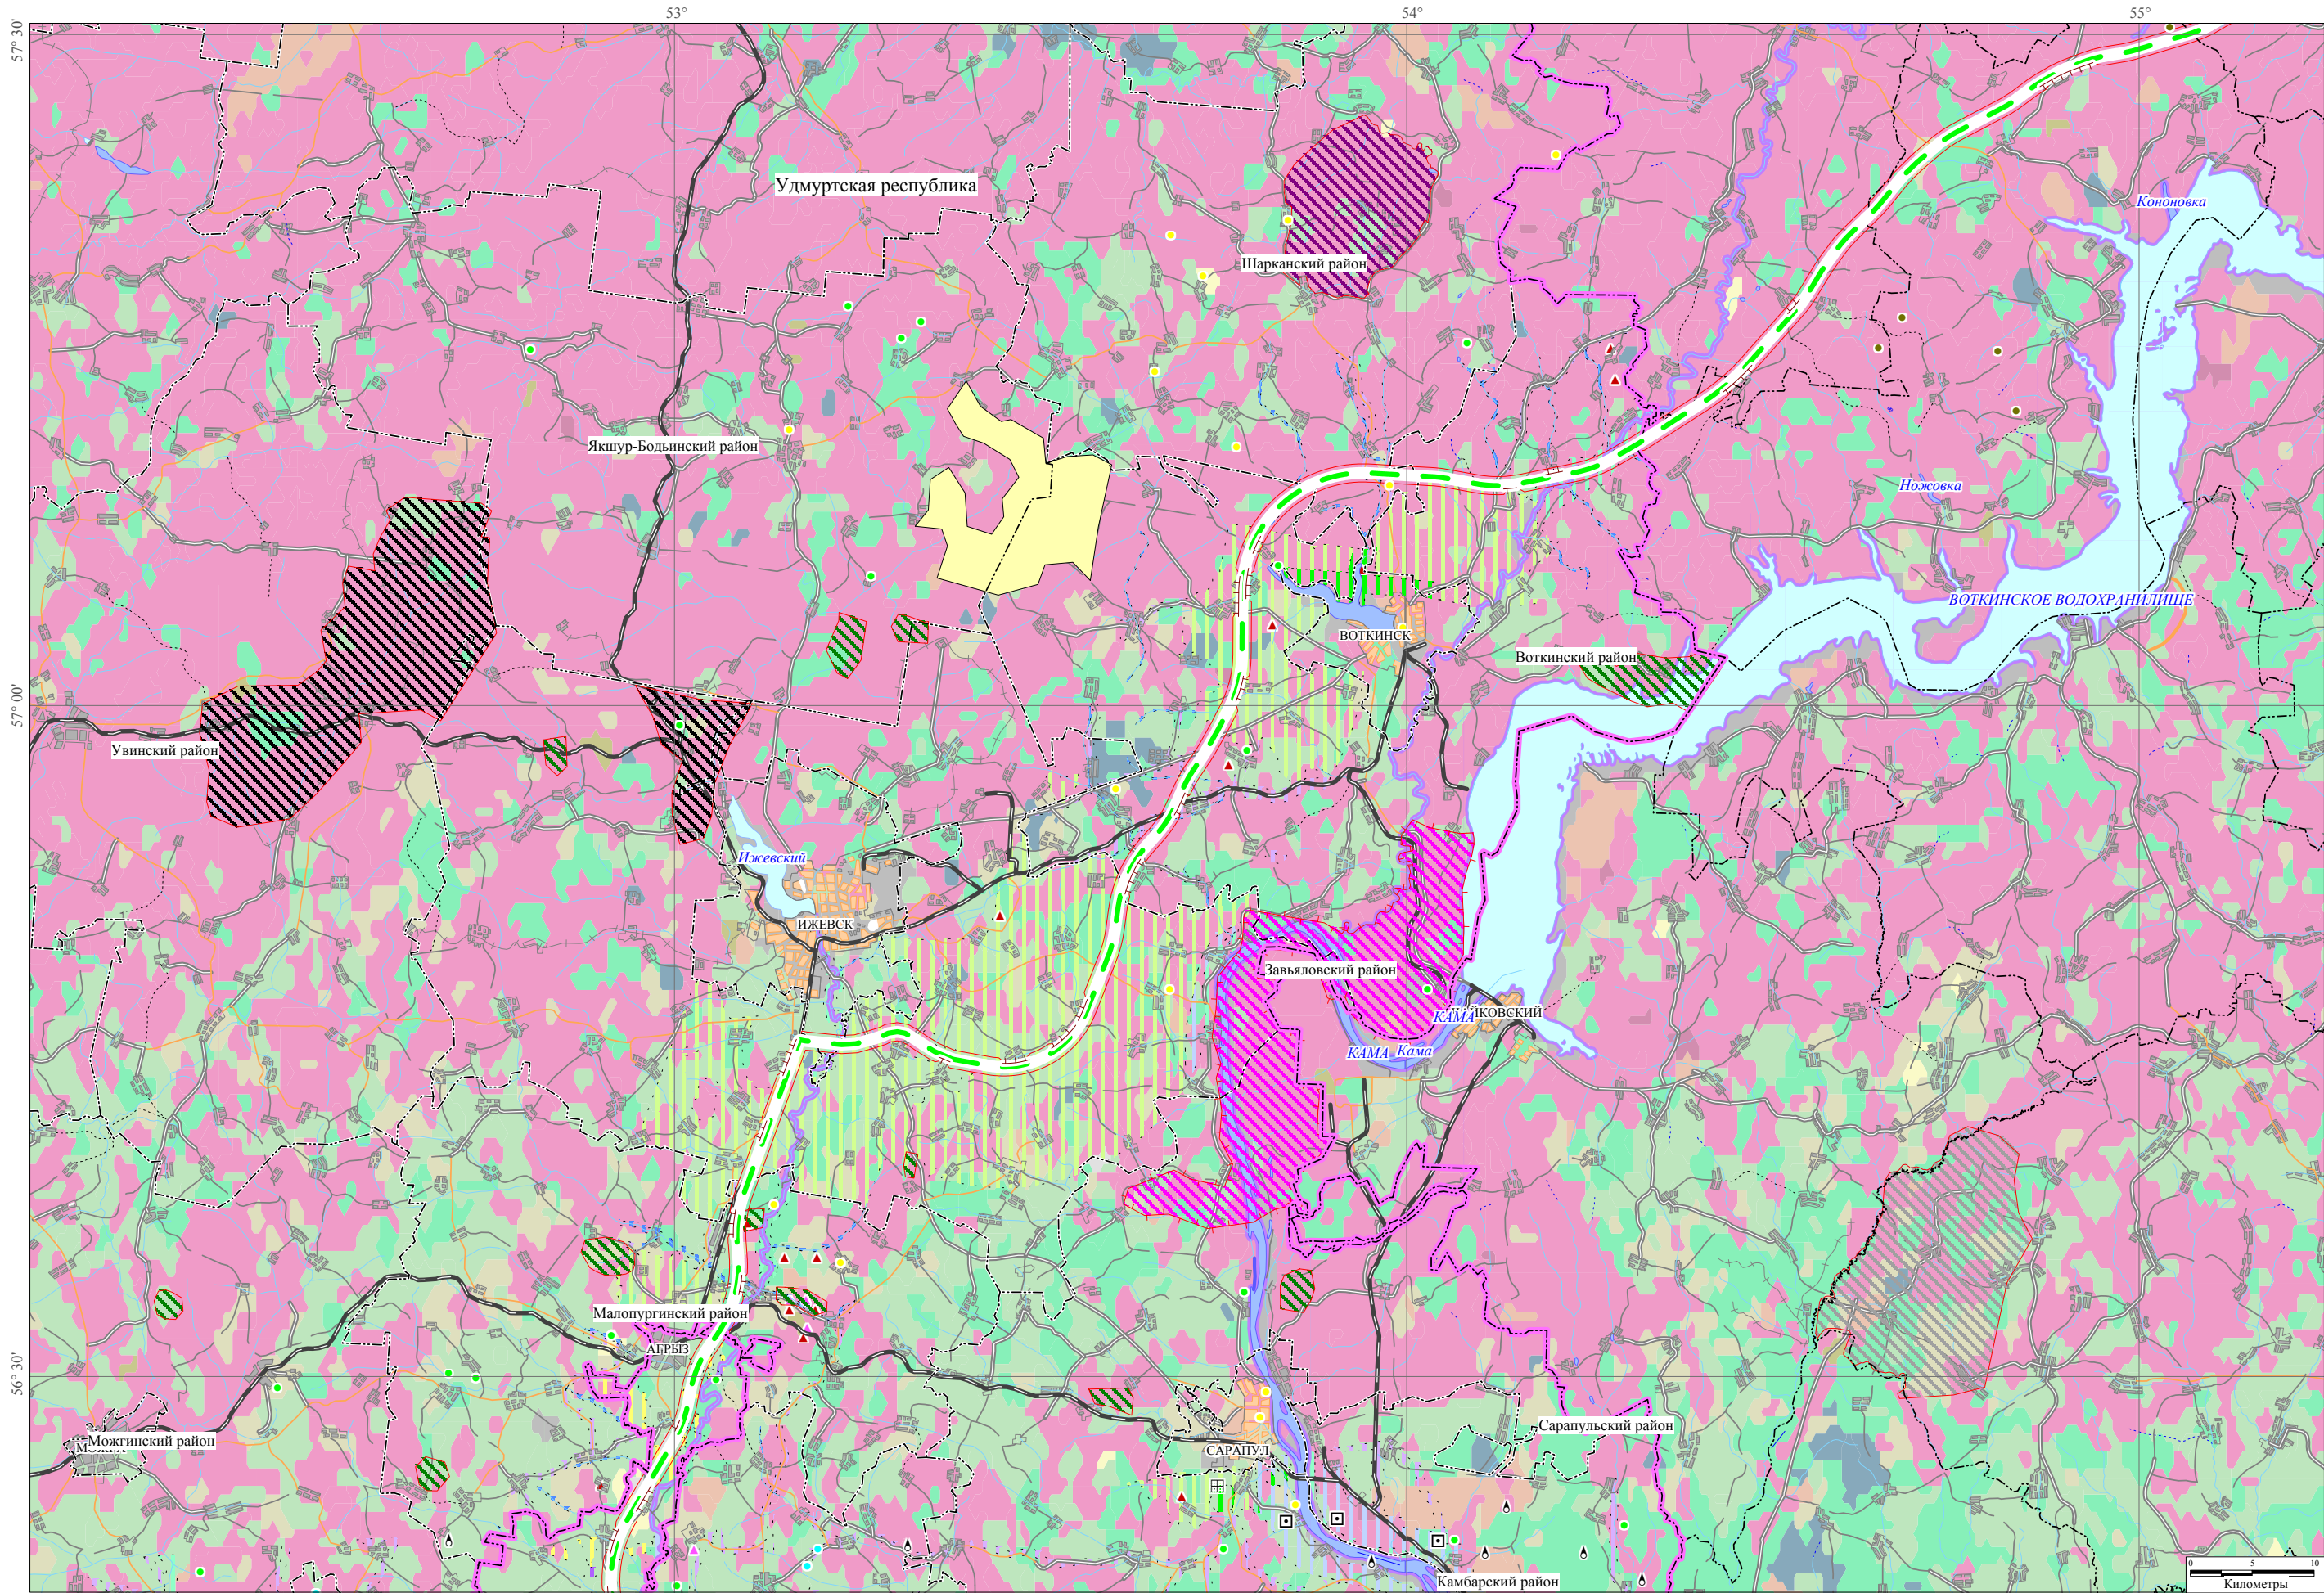 53°
54°
55°
57° 30'
Удмуртская республика
Кононовка
Шарканский район
Якшур-Бодьинский район
Ножовка
ВОТКИНСКОЕ ВОДОХРАНИЛИЩЕ
ВОТКИНСК
Воткинский район
57° 00'
Увинский район
Ижевский
ИЖЕВСК
Завьяловский район
КАМА
КОВСКИЙ
КАМА Кама
Малопургинский район
АГРЫЗ
56° 30'
Можгинский район
Сарапульский район
САРАПУЛ
Камбарский район
0 5 10
Километры